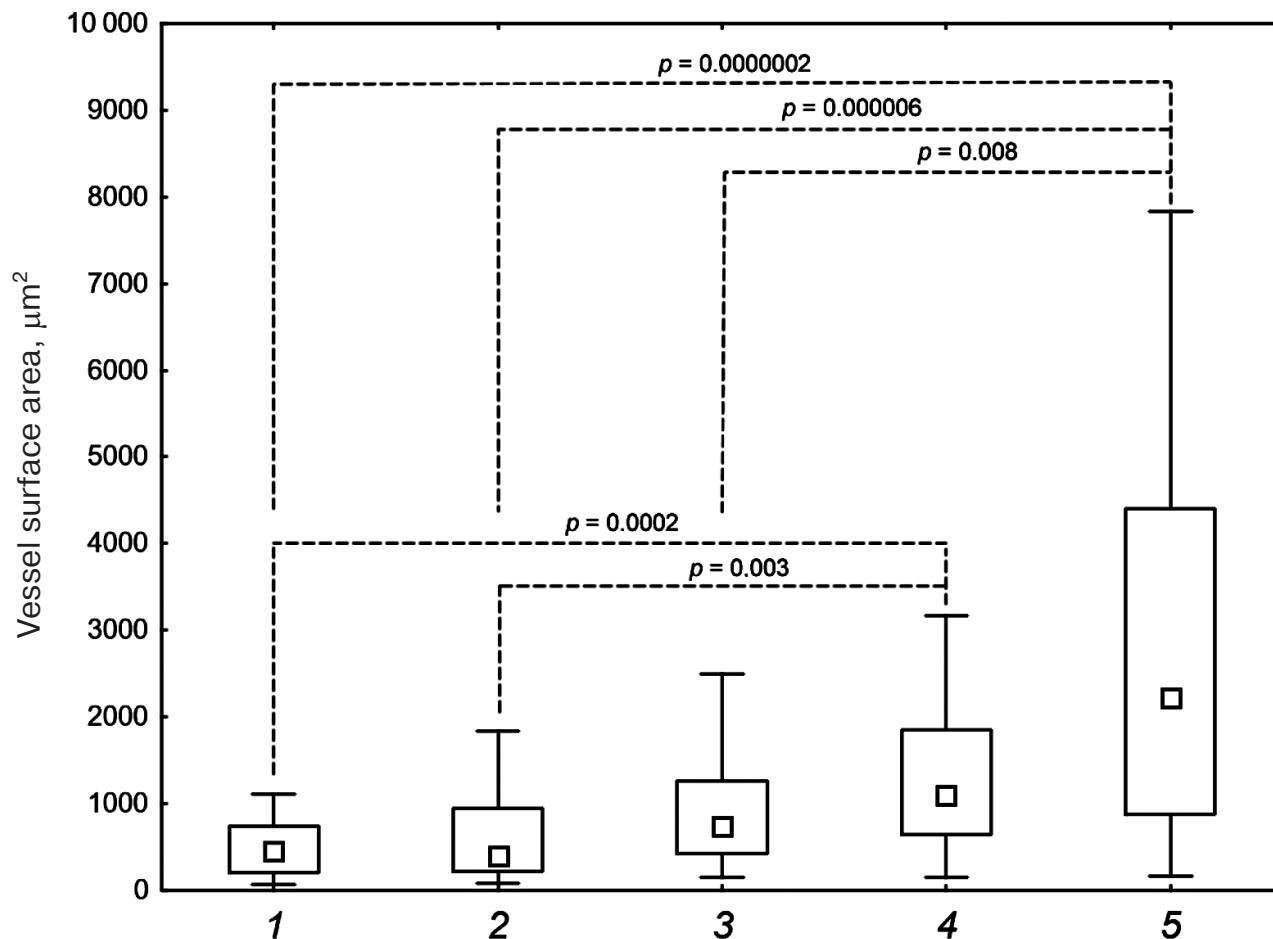 10 000
p = 0.0000002
9000
p = 0.000006
p = 0.008
8000
7000
6000
5000
p = 0.0002
4000
p = 0.003
3000
2000
1000
0
Vessel surface area, μm²
1 2 3 4 5